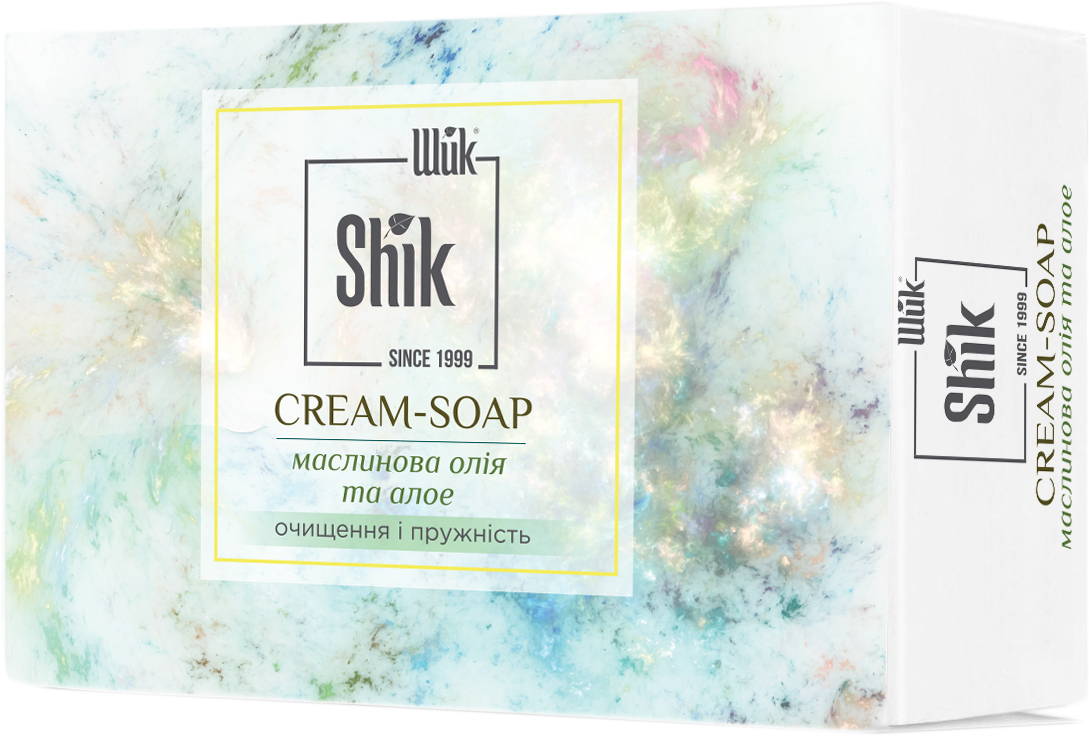 Шик®
Shik
SINCE 1999
CREAM-SOAP
маслинова олія
та алое
очищення і пружність
Шик
Shik
SINCE 1999
CREAM-SOAP
маслинова олія та алое